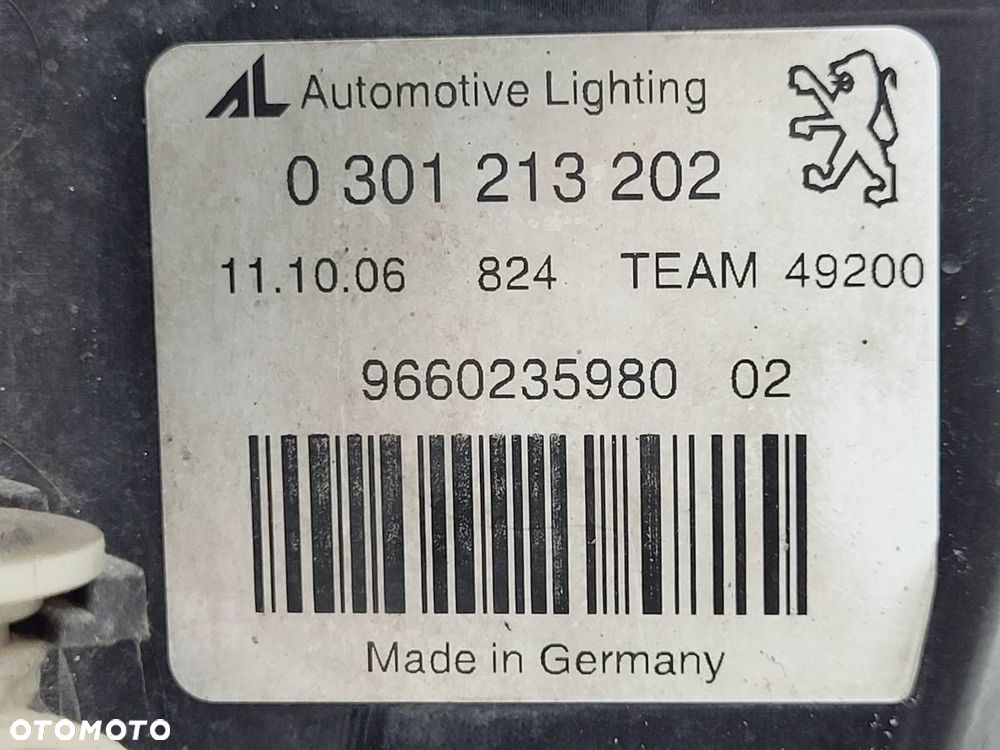 AL Automotive Lighting
0 301 213 202
11.10.06 824 TEAM 49200
9660235980 02
Made in Germany
OTOMOTO